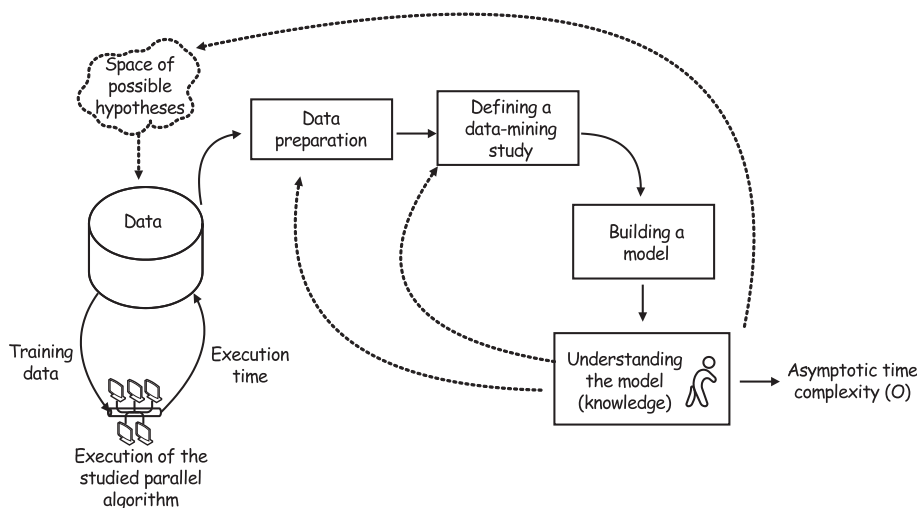 Space of
possible
hypotheses
Data
preparation
Defining a
data-mining
study
Data
Building a
model
Training
data
Execution
time
Understanding
the model
(knowledge)
Asymptotic time
complexity (O)
Execution of the
studied parallel
algorithm